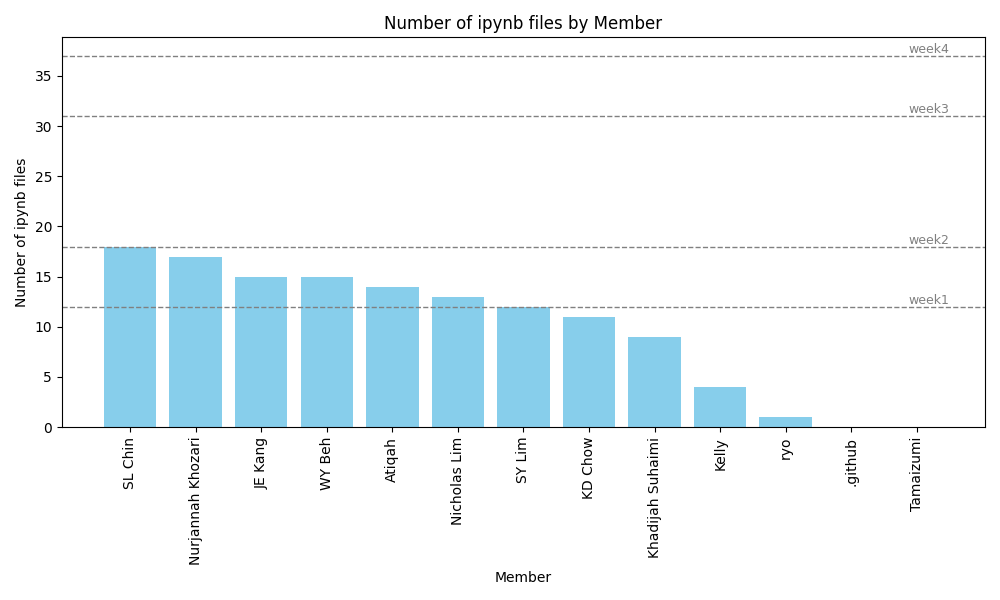 Number of ipynb files by Member
week4
week3
week2
week1
35
30
25
20
15
10
5
0
Number of ipynb files
SL Chin
Nurjannah Khozari
JE Kang
WY Beh
Atiqah
Nicholas Lim
SY Lim
KD Chow
Khadijah Suhaimi
Kelly
ryo
.github
Tamaizumi
Member